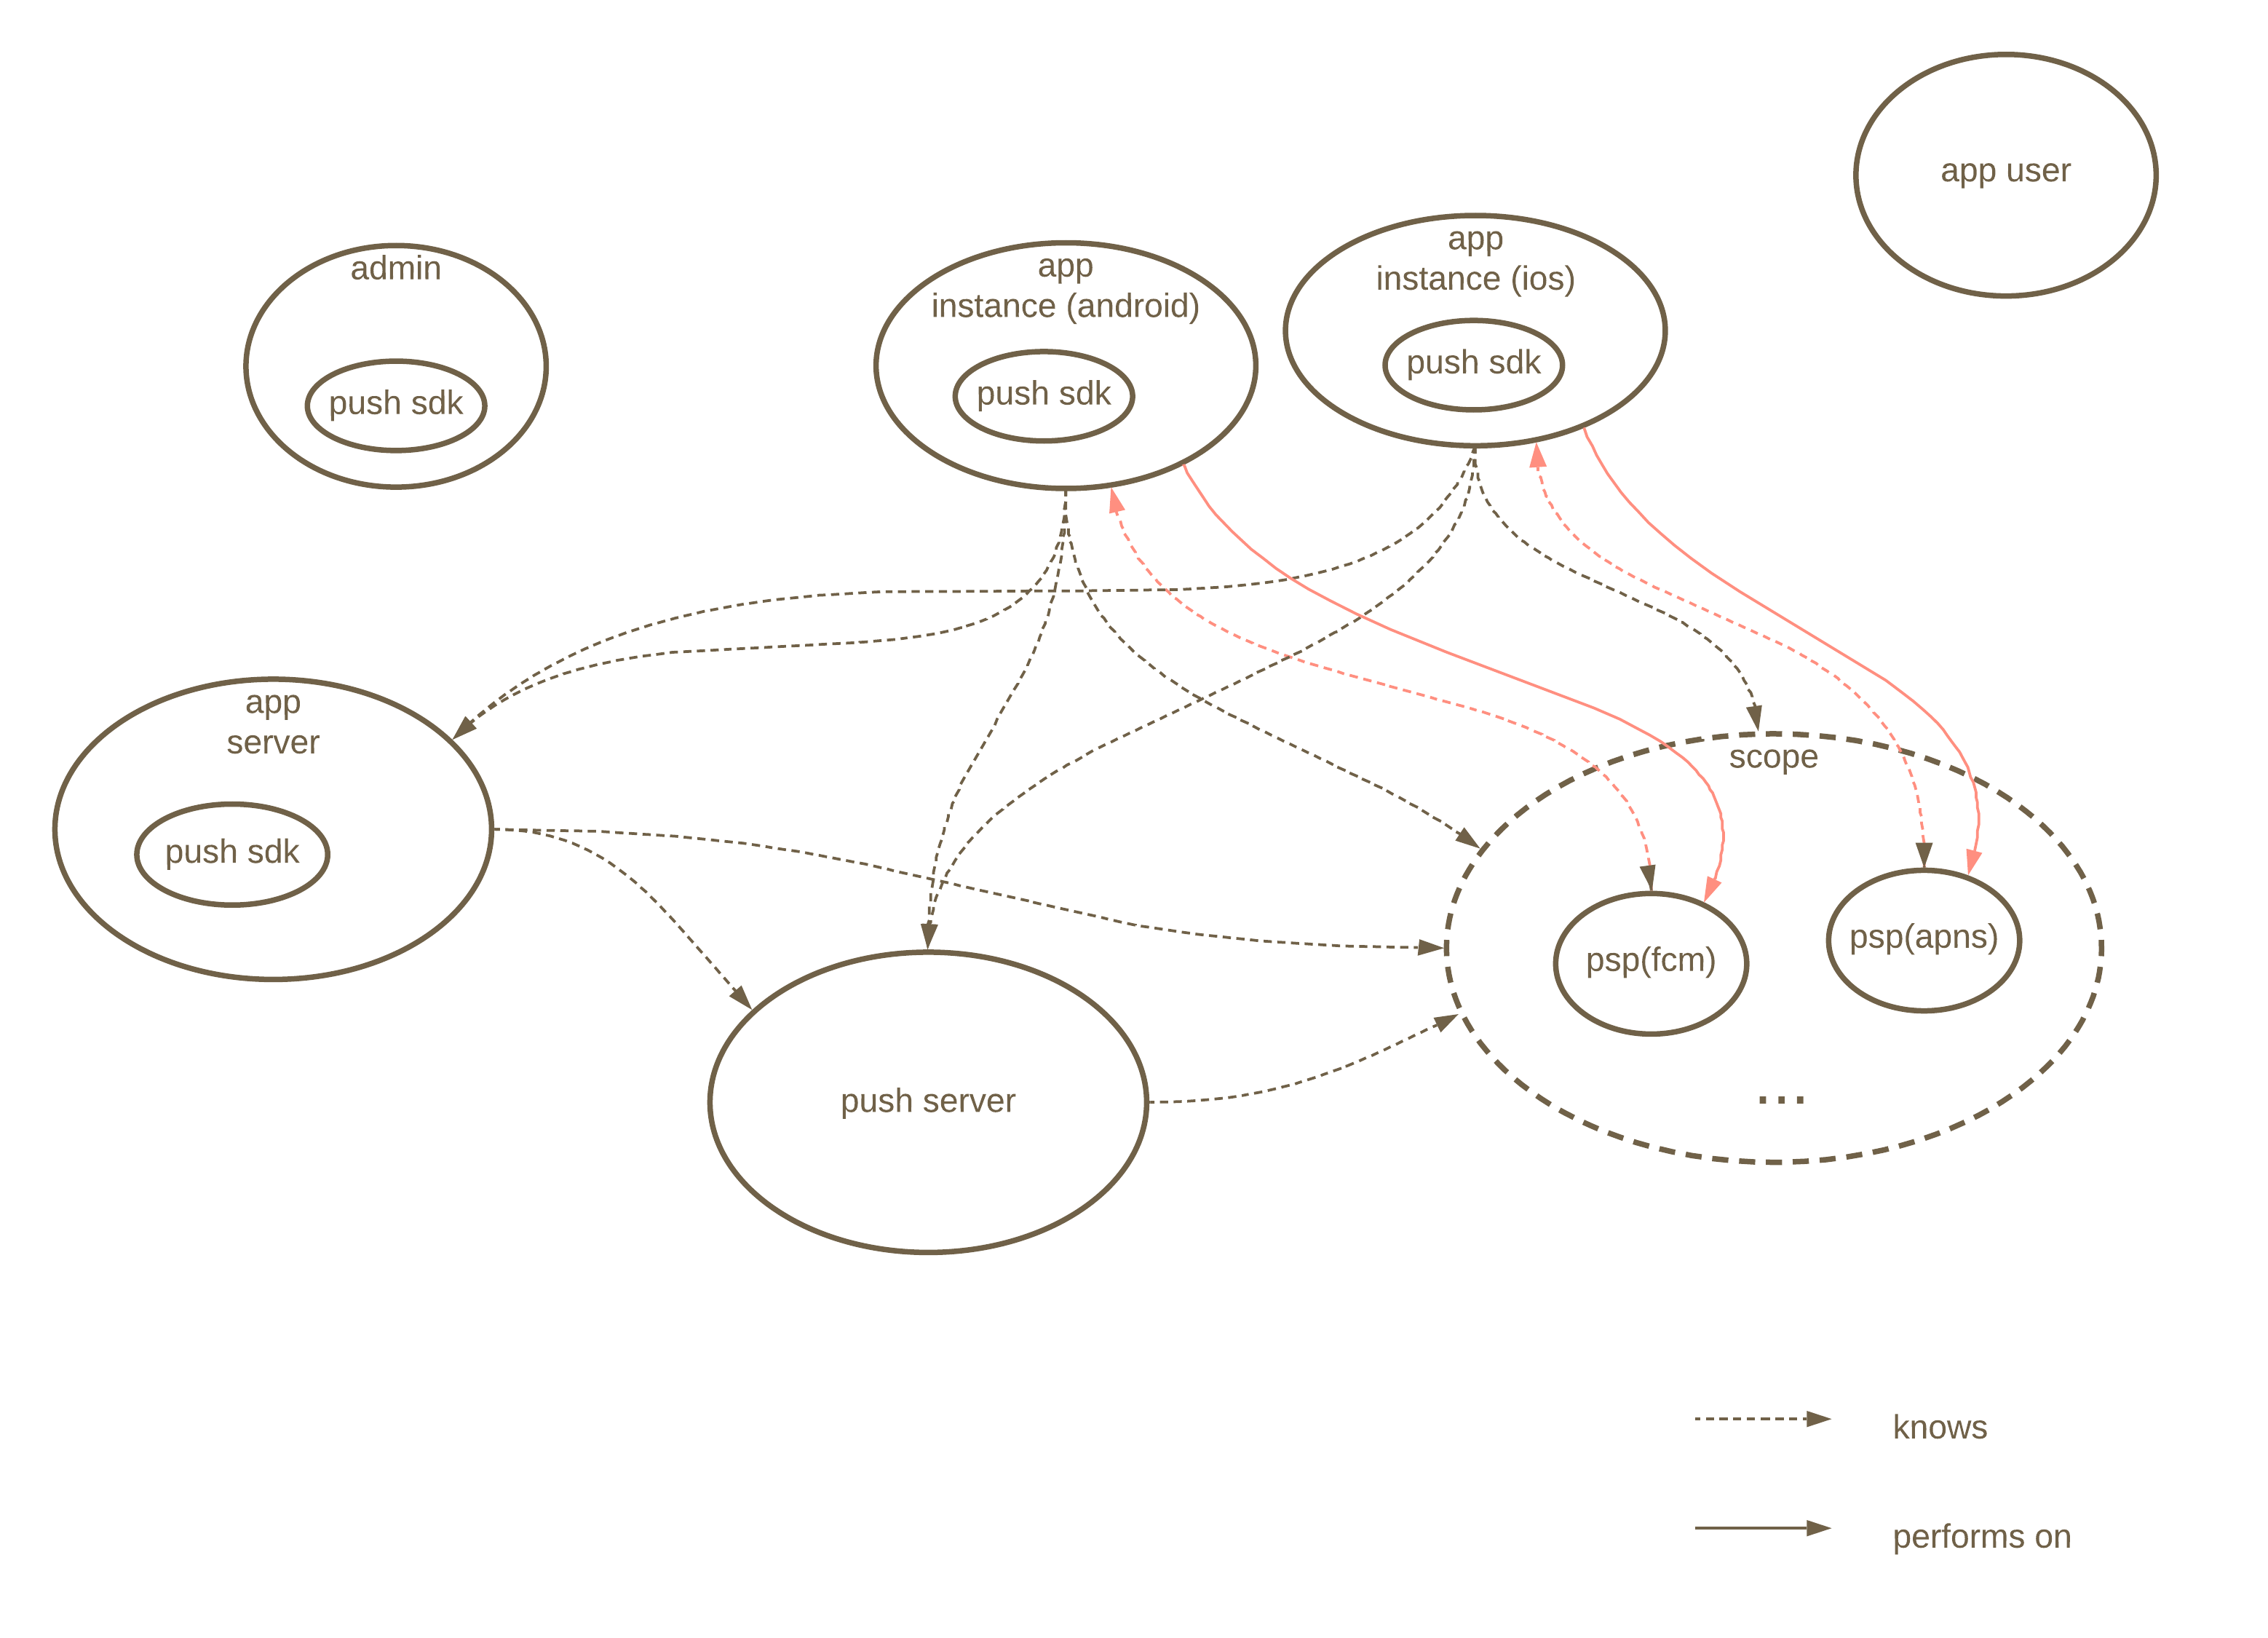 app user
app
instance (ios)
push sdk
app
instance (android)
push sdk
admin
push sdk
app
server
push sdk
scope
psp(fcm)
psp(apns)
...
push server
knows
performs on